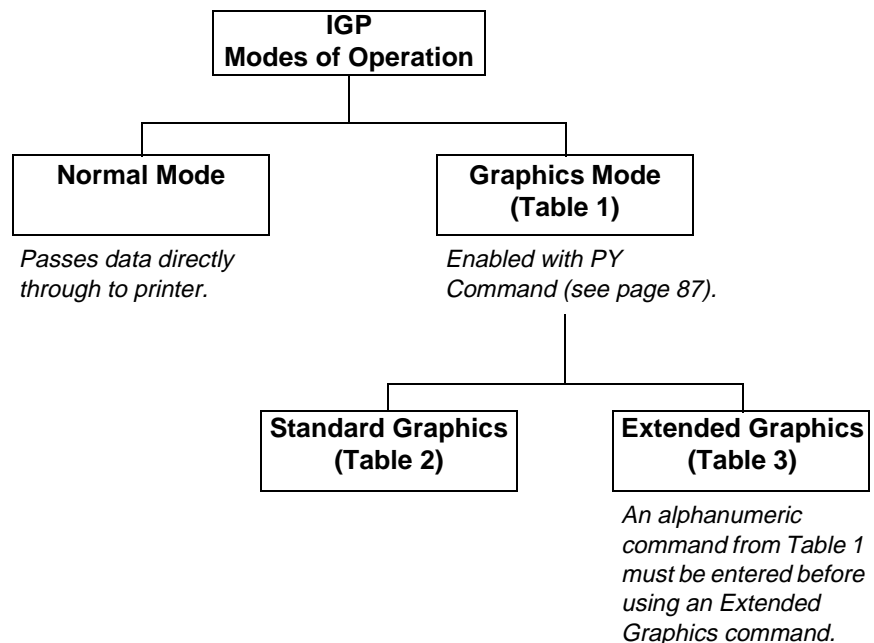 IGP
Modes of Operation
Normal Mode
Passes data directly
through to printer.
Graphics Mode
(Table 1)
Enabled with PY
Command (see page 87).
Standard Graphics
(Table 2)
Extended Graphics
(Table 3)
An alphanumeric
command from Table 1
must be entered before
using an Extended
Graphics command.